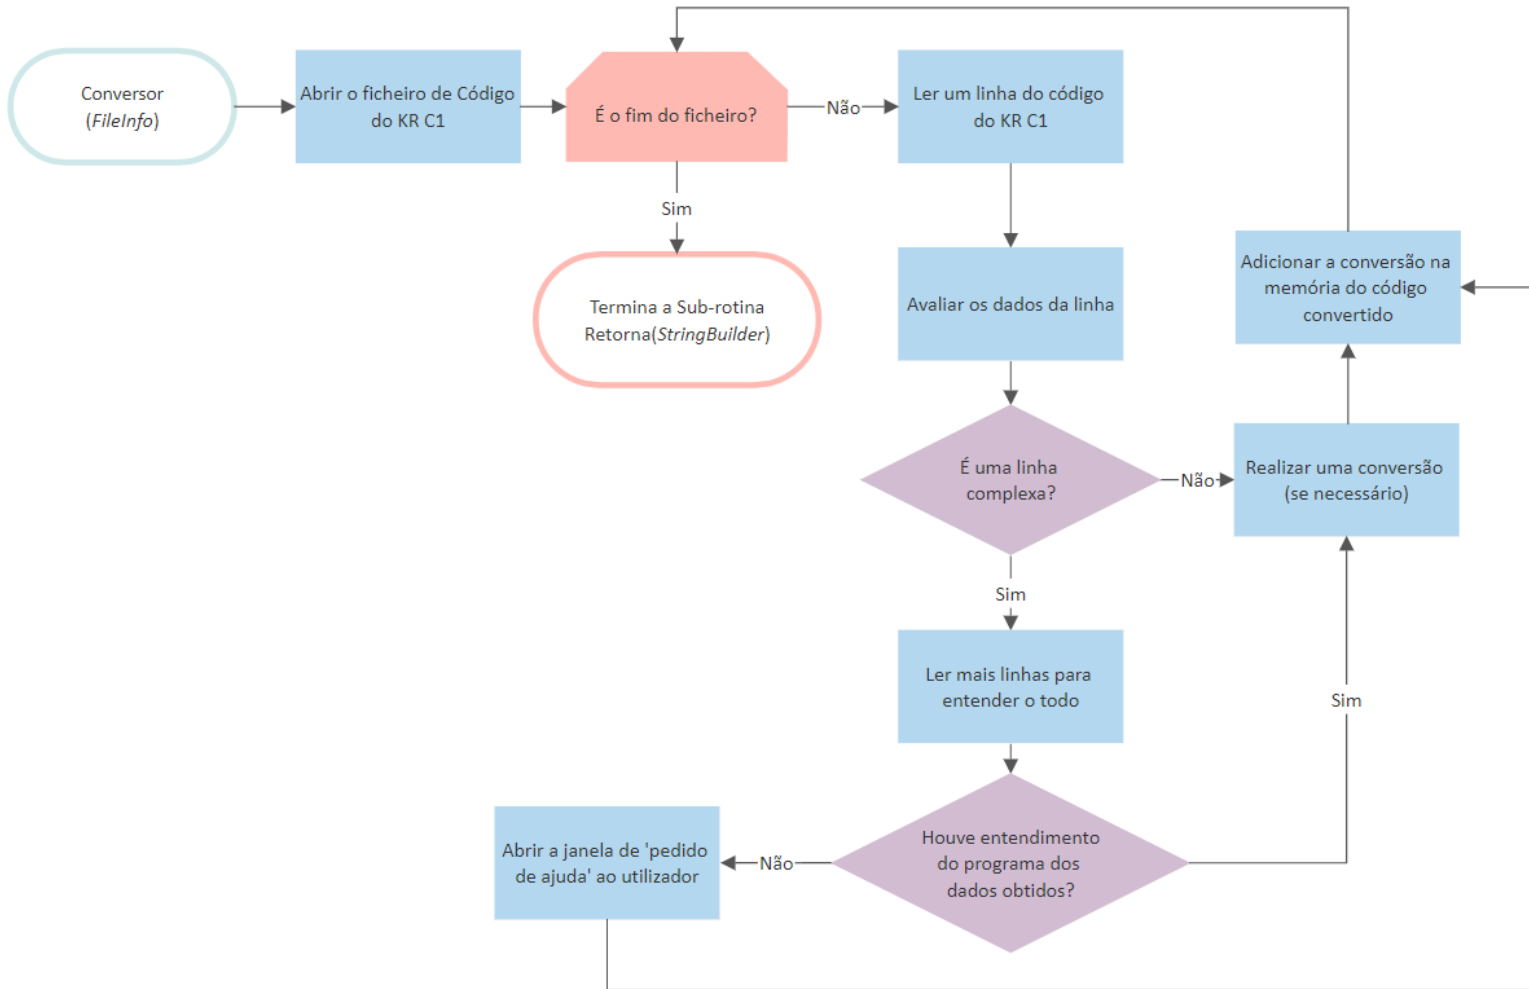 Conversor
(FileInfo)
Abrir o ficheiro de Código
do KR C1
É o fim do ficheiro?
Não
Ler um linha do código
do KR C1
Sim
Termina a Sub-rotina
Retorna(StringBuilder)
Avaliar os dados da linha
Adicionar a conversão na
memória do código
convertido
É uma linha
complexa?
Não
Realizar uma conversão
(se necessário)
Sim
Ler mais linhas para
entender o todo
Sim
Houve entendimento
do programa dos
dados obtidos?
Não
Abrir a janela de 'pedido
de ajuda' ao utilizador